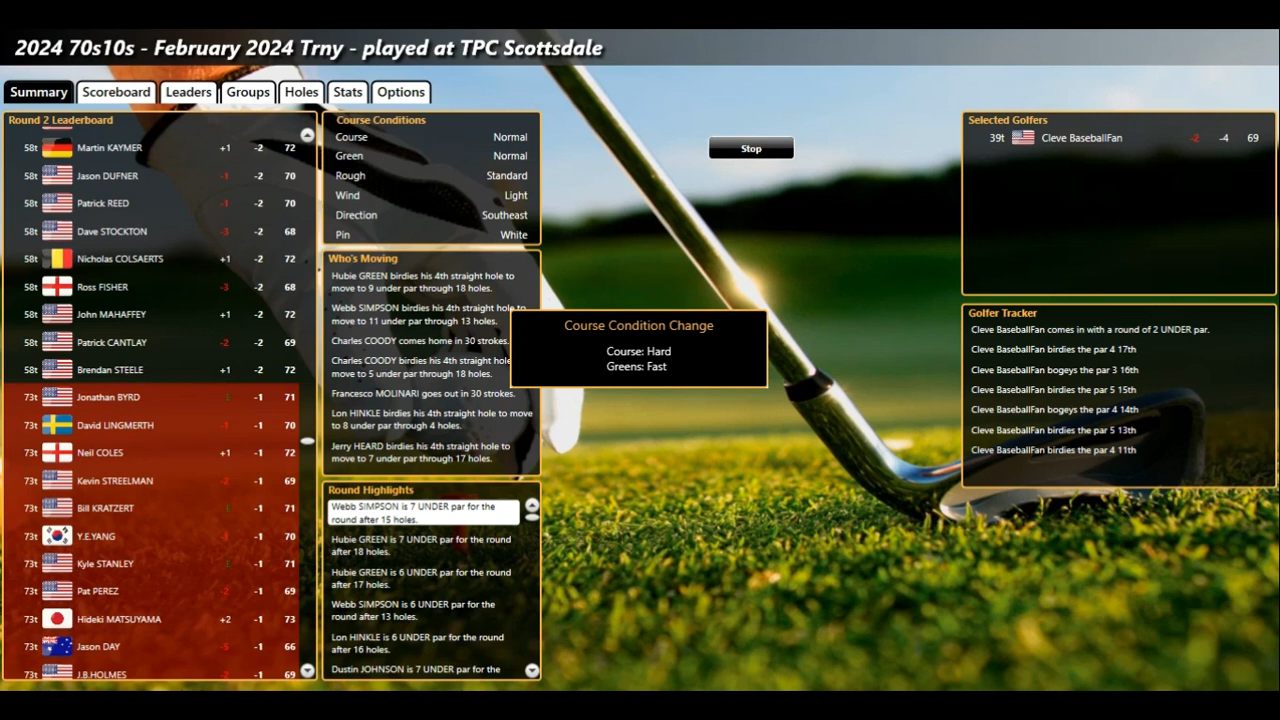 2024 70s10s - February 2024 Trny - played at TPC Scottsdale
Summary Scoreboard Leaders Groups Holes Stats Options
Round 2 Leaderboard
58t Martin KAYMER +1 -2 72
58t Jason DUFNER -1 -2 70
58t Patrick REED -1 -2 70
58t Dave STOCKTON -3 -2 68
58t Nicholas COLSAERTS +1 -2 72
58t Ross FISHER -3 -2 68
58t John MAHAFFEY +1 -2 72
58t Patrick CANTLAY -2 -2 69
58t Brendan STEELE +1 -2 72
73t Jonathan BYRD E -1 71
73t David LINGMERTH -1 -1 70
73t Neil COLES +1 -1 72
73t Kevin STREELMAN -2 -1 69
73t Bill KRATZERT E -1 71
73t Y.E.YANG -1 -1 70
73t Kyle STANLEY E -1 71
73t Pat PEREZ -2 -1 69
73t Hideki MATSUYAMA +2 -1 73
73t Jason DAY -5 -1 66
73t J.B.HOLMES -2 -1 69
Course Conditions
Course Normal
Green Normal
Rough Standard
Wind Light
Direction Southeast
Pin White
Who's Moving
Hubie GREEN birdies his 4th straight hole to
move to 9 under par through 18 holes.
Webb SIMPSON birdies his 4th straight hole to
move to 11 under par through 13 holes.
Charles COODY comes home in 30 strokes.
Charles COODY birdies his 4th straight hole
move to 5 under par through 18 holes.
Francesco MOLINARI goes out in 30 strokes.
Lon HINKLE birdies his 4th straight hole to move
to 8 under par through 4 holes.
Jerry HEARD birdies his 4th straight hole to
move to 7 under par through 17 holes.
Round Highlights
Webb SIMPSON is 7 UNDER par for the
round after 15 holes.
Hubie GREEN is 7 UNDER par for the round
after 18 holes.
Hubie GREEN is 6 UNDER par for the round
after 17 holes.
Webb SIMPSON is 6 UNDER par for the
round after 13 holes.
Lon HINKLE is 6 UNDER par for the round
after 16 holes.
Dustin JOHNSON is 7 UNDER par for the
Stop
Course Condition Change
Course: Hard
Greens: Fast
Selected Golfers
39t Cleve BaseballFan -2 -4 69
Golfer Tracker
Cleve BaseballFan comes in with a round of 2 UNDER par.
Cleve BaseballFan birdies the par 4 17th
Cleve BaseballFan bogeys the par 3 16th
Cleve BaseballFan birdies the par 5 15th
Cleve BaseballFan bogeys the par 4 14th
Cleve BaseballFan birdies the par 5 13th
Cleve BaseballFan birdies the par 4 11th